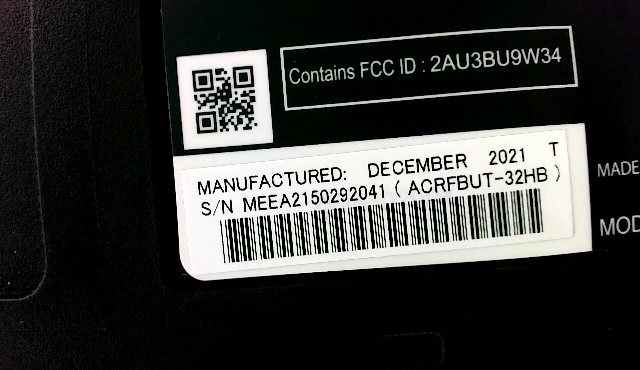 Contains FCC ID : 2AU3BU9W34
MANUFACTURED: DECEMBER 2021 T
S/N MEEA2150292041 ( ACRFBUT-32HB )
MADE
MOD